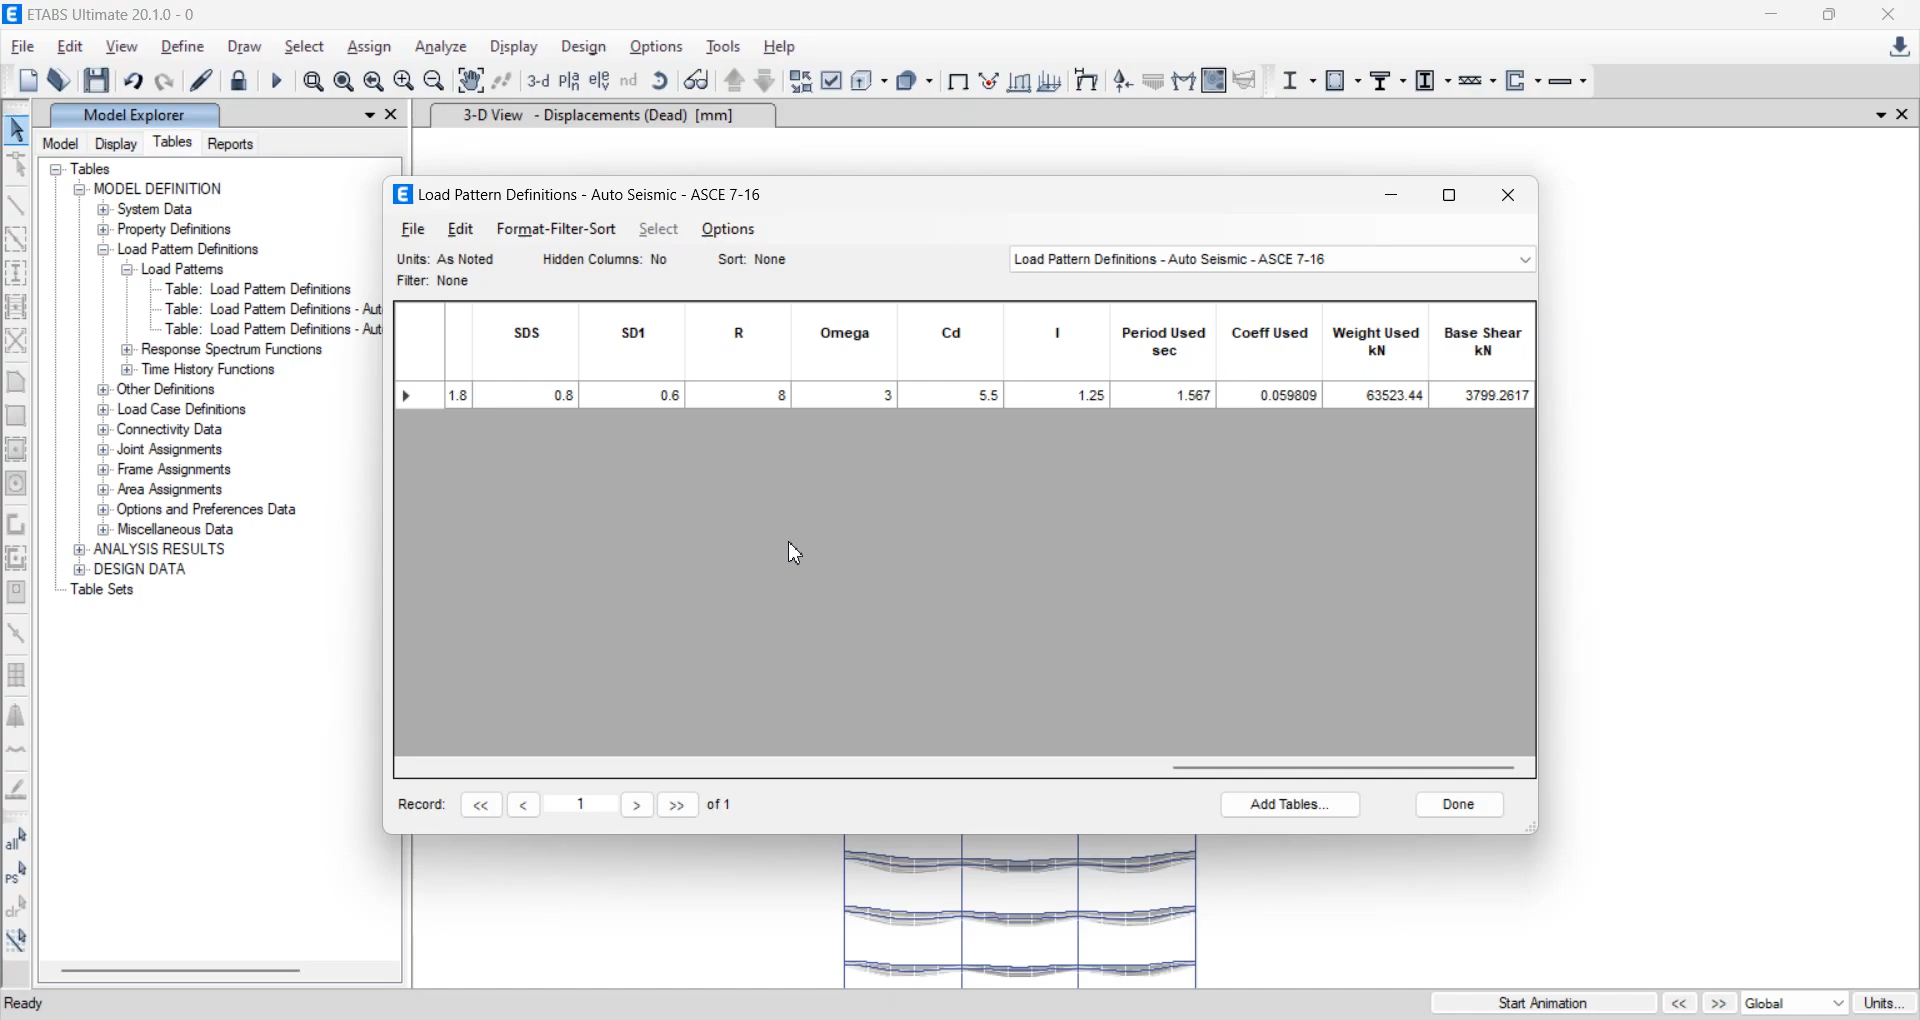 ETABS Ultimate 20.1.0 - 0
File Edit View Define Draw Select Assign Analyze Display Design Options Tools Help
3-d nd
Model Explorer
3-D View - Displacements (Dead) [mm]
Model Display Tables Reports
Tables
MODEL DEFINITION
System Data
Property Definitions
Load Pattern Definitions
Load Patterns
Table: Load Pattern Definitions
Table: Load Pattern Definitions - Aut
Table: Load Pattern Definitions - Aut
Response Spectrum Functions
Time History Functions
Other Definitions
Load Case Definitions
Connectivity Data
Joint Assignments
Frame Assignments
Area Assignments
Options and Preferences Data
Miscellaneous Data
ANALYSIS RESULTS
DESIGN DATA
Table Sets
Load Pattern Definitions - Auto Seismic - ASCE 7-16
File Edit Format-Filter-Sort Select Options
Units: As Noted Hidden Columns: No Sort: None Load Pattern Definitions - Auto Seismic - ASCE 7-16
Filter: None
SDS SD1 R Omega Cd I Period Used sec Coeff Used Weight Used kN Base Shear kN
1.8 0.8 0.6 8 3 5.5 1.25 1.567 0.059809 63523.44 3799.2617
Record: << < 1 > >> of 1 Add Tables... Done
all
PS
clr
Ready Start Animation << >> Global Units...